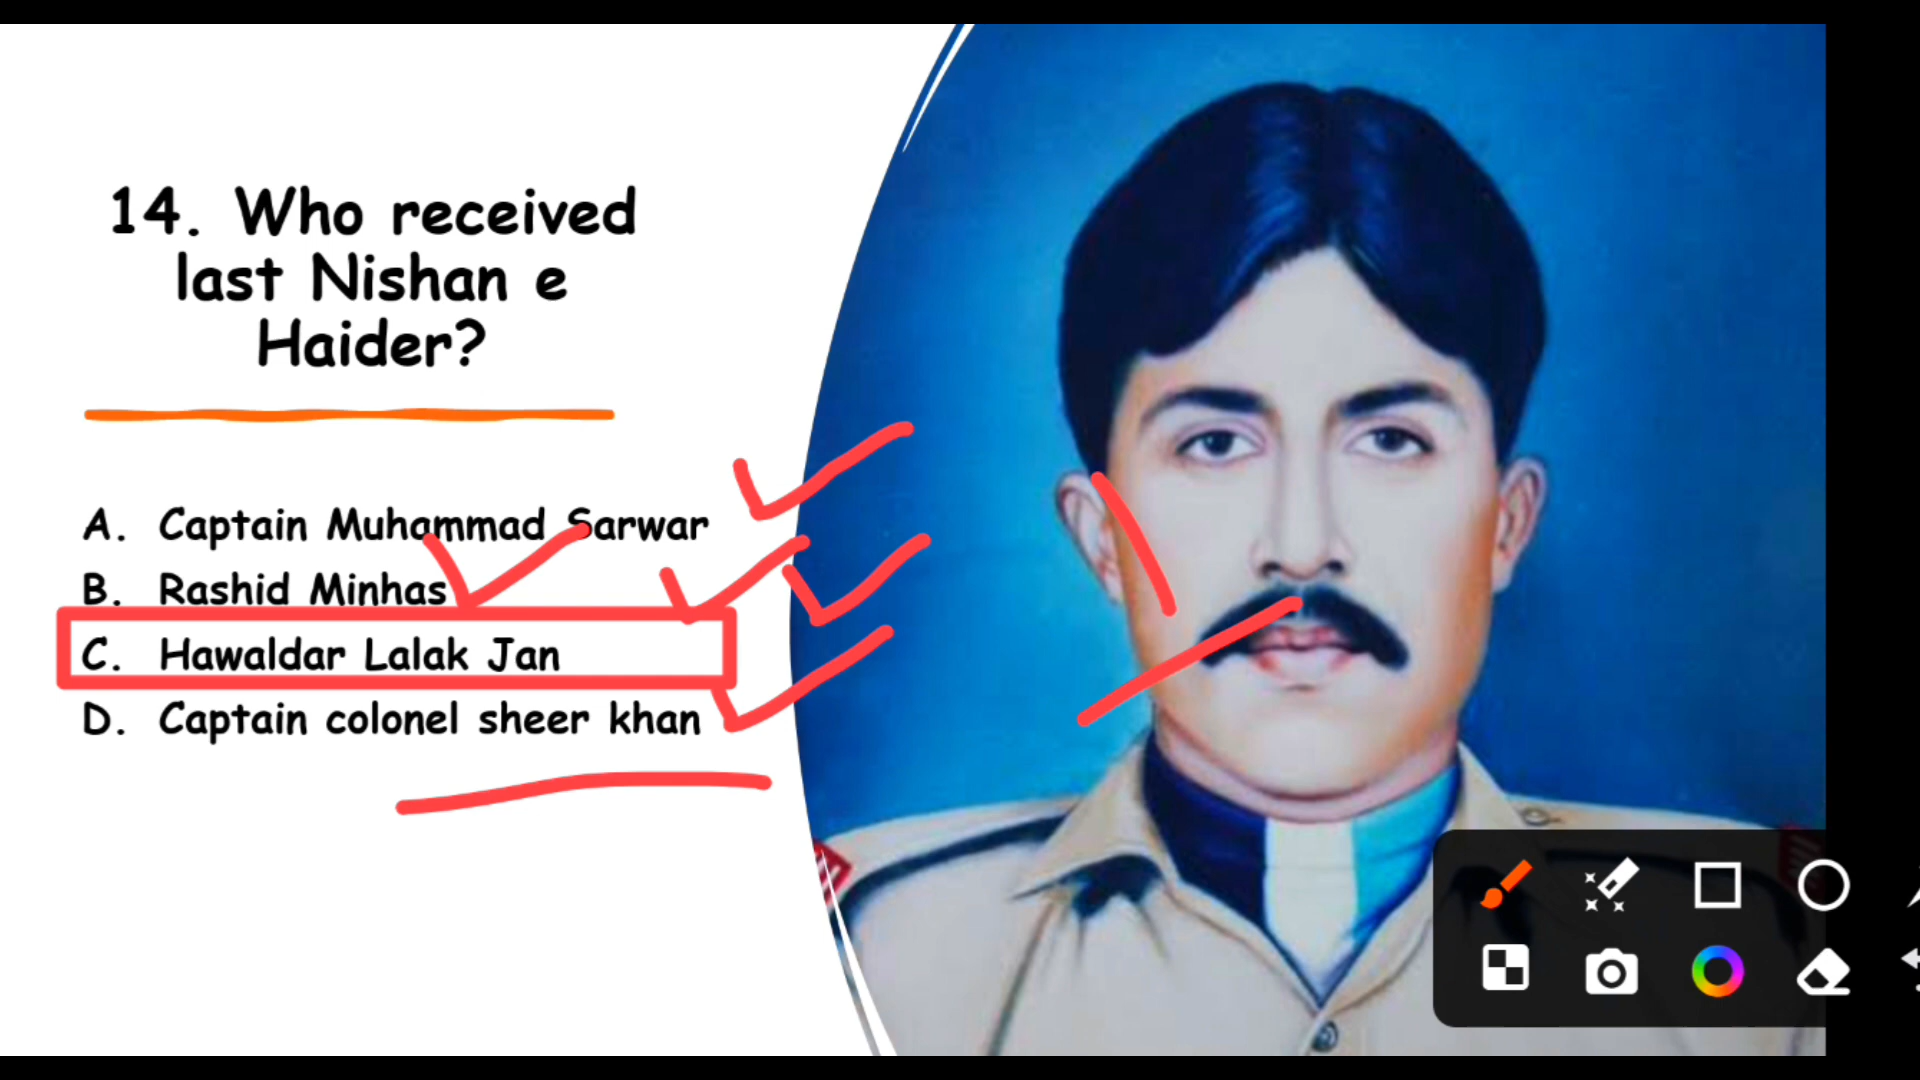 14. Who received
last Nishan e
Haider?
A. Captain Muhammad Sarwar
B. Rashid Minhas
C. Hawaldar Lalak Jan
D. Captain colonel sheer khan